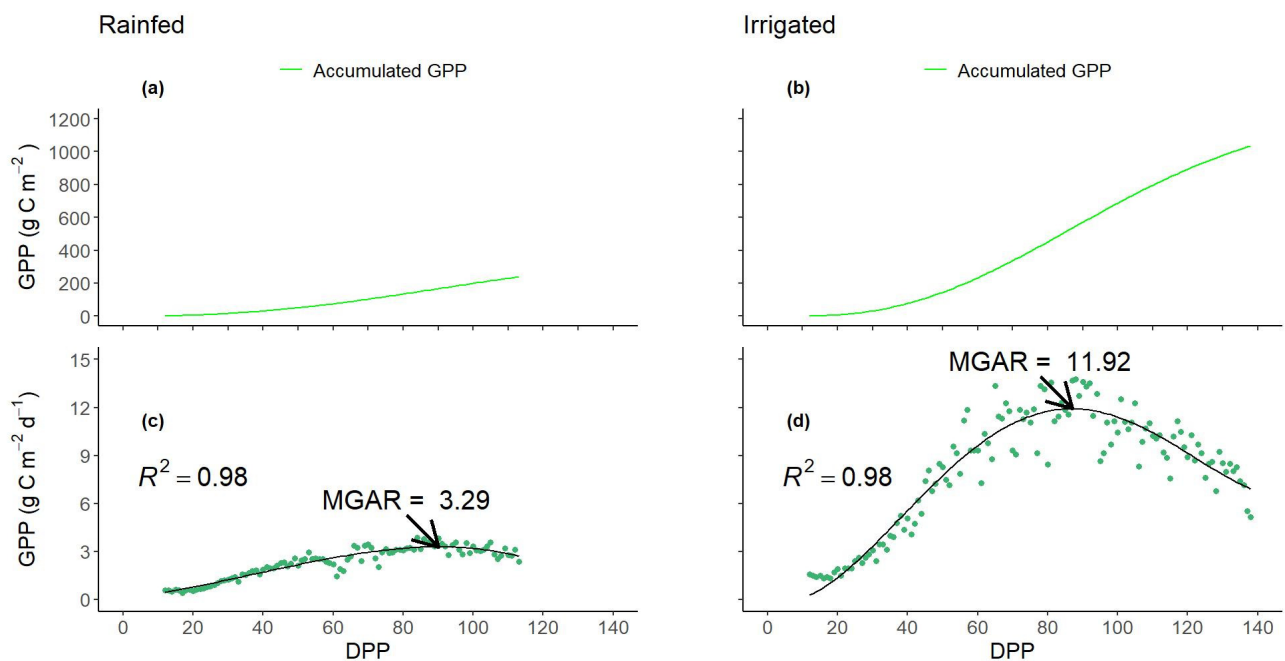 Rainfed
Irrigated
Accumulated GPP
Accumulated GPP
(a)
(b)
GPP (g C m⁻²)
1200
1000
800
600
400
200
0
MGAR = 11.92
GPP (g C m⁻² d⁻¹)
15
12
9
6
3
0
(c)
R² = 0.98
MGAR = 3.29
(d)
R² = 0.98
0 20 40 60 80 100 120 140
0 20 40 60 80 100 120 140
DPP
DPP